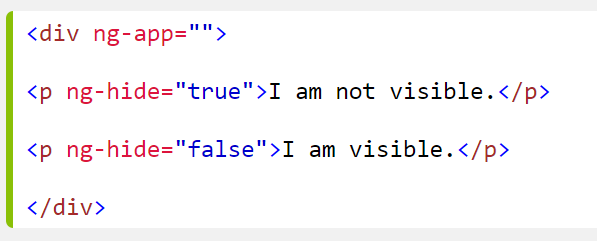 <div ng-app="">
<p ng-hide="true">I am not visible.</p>
<p ng-hide="false">I am visible.</p>
</div>